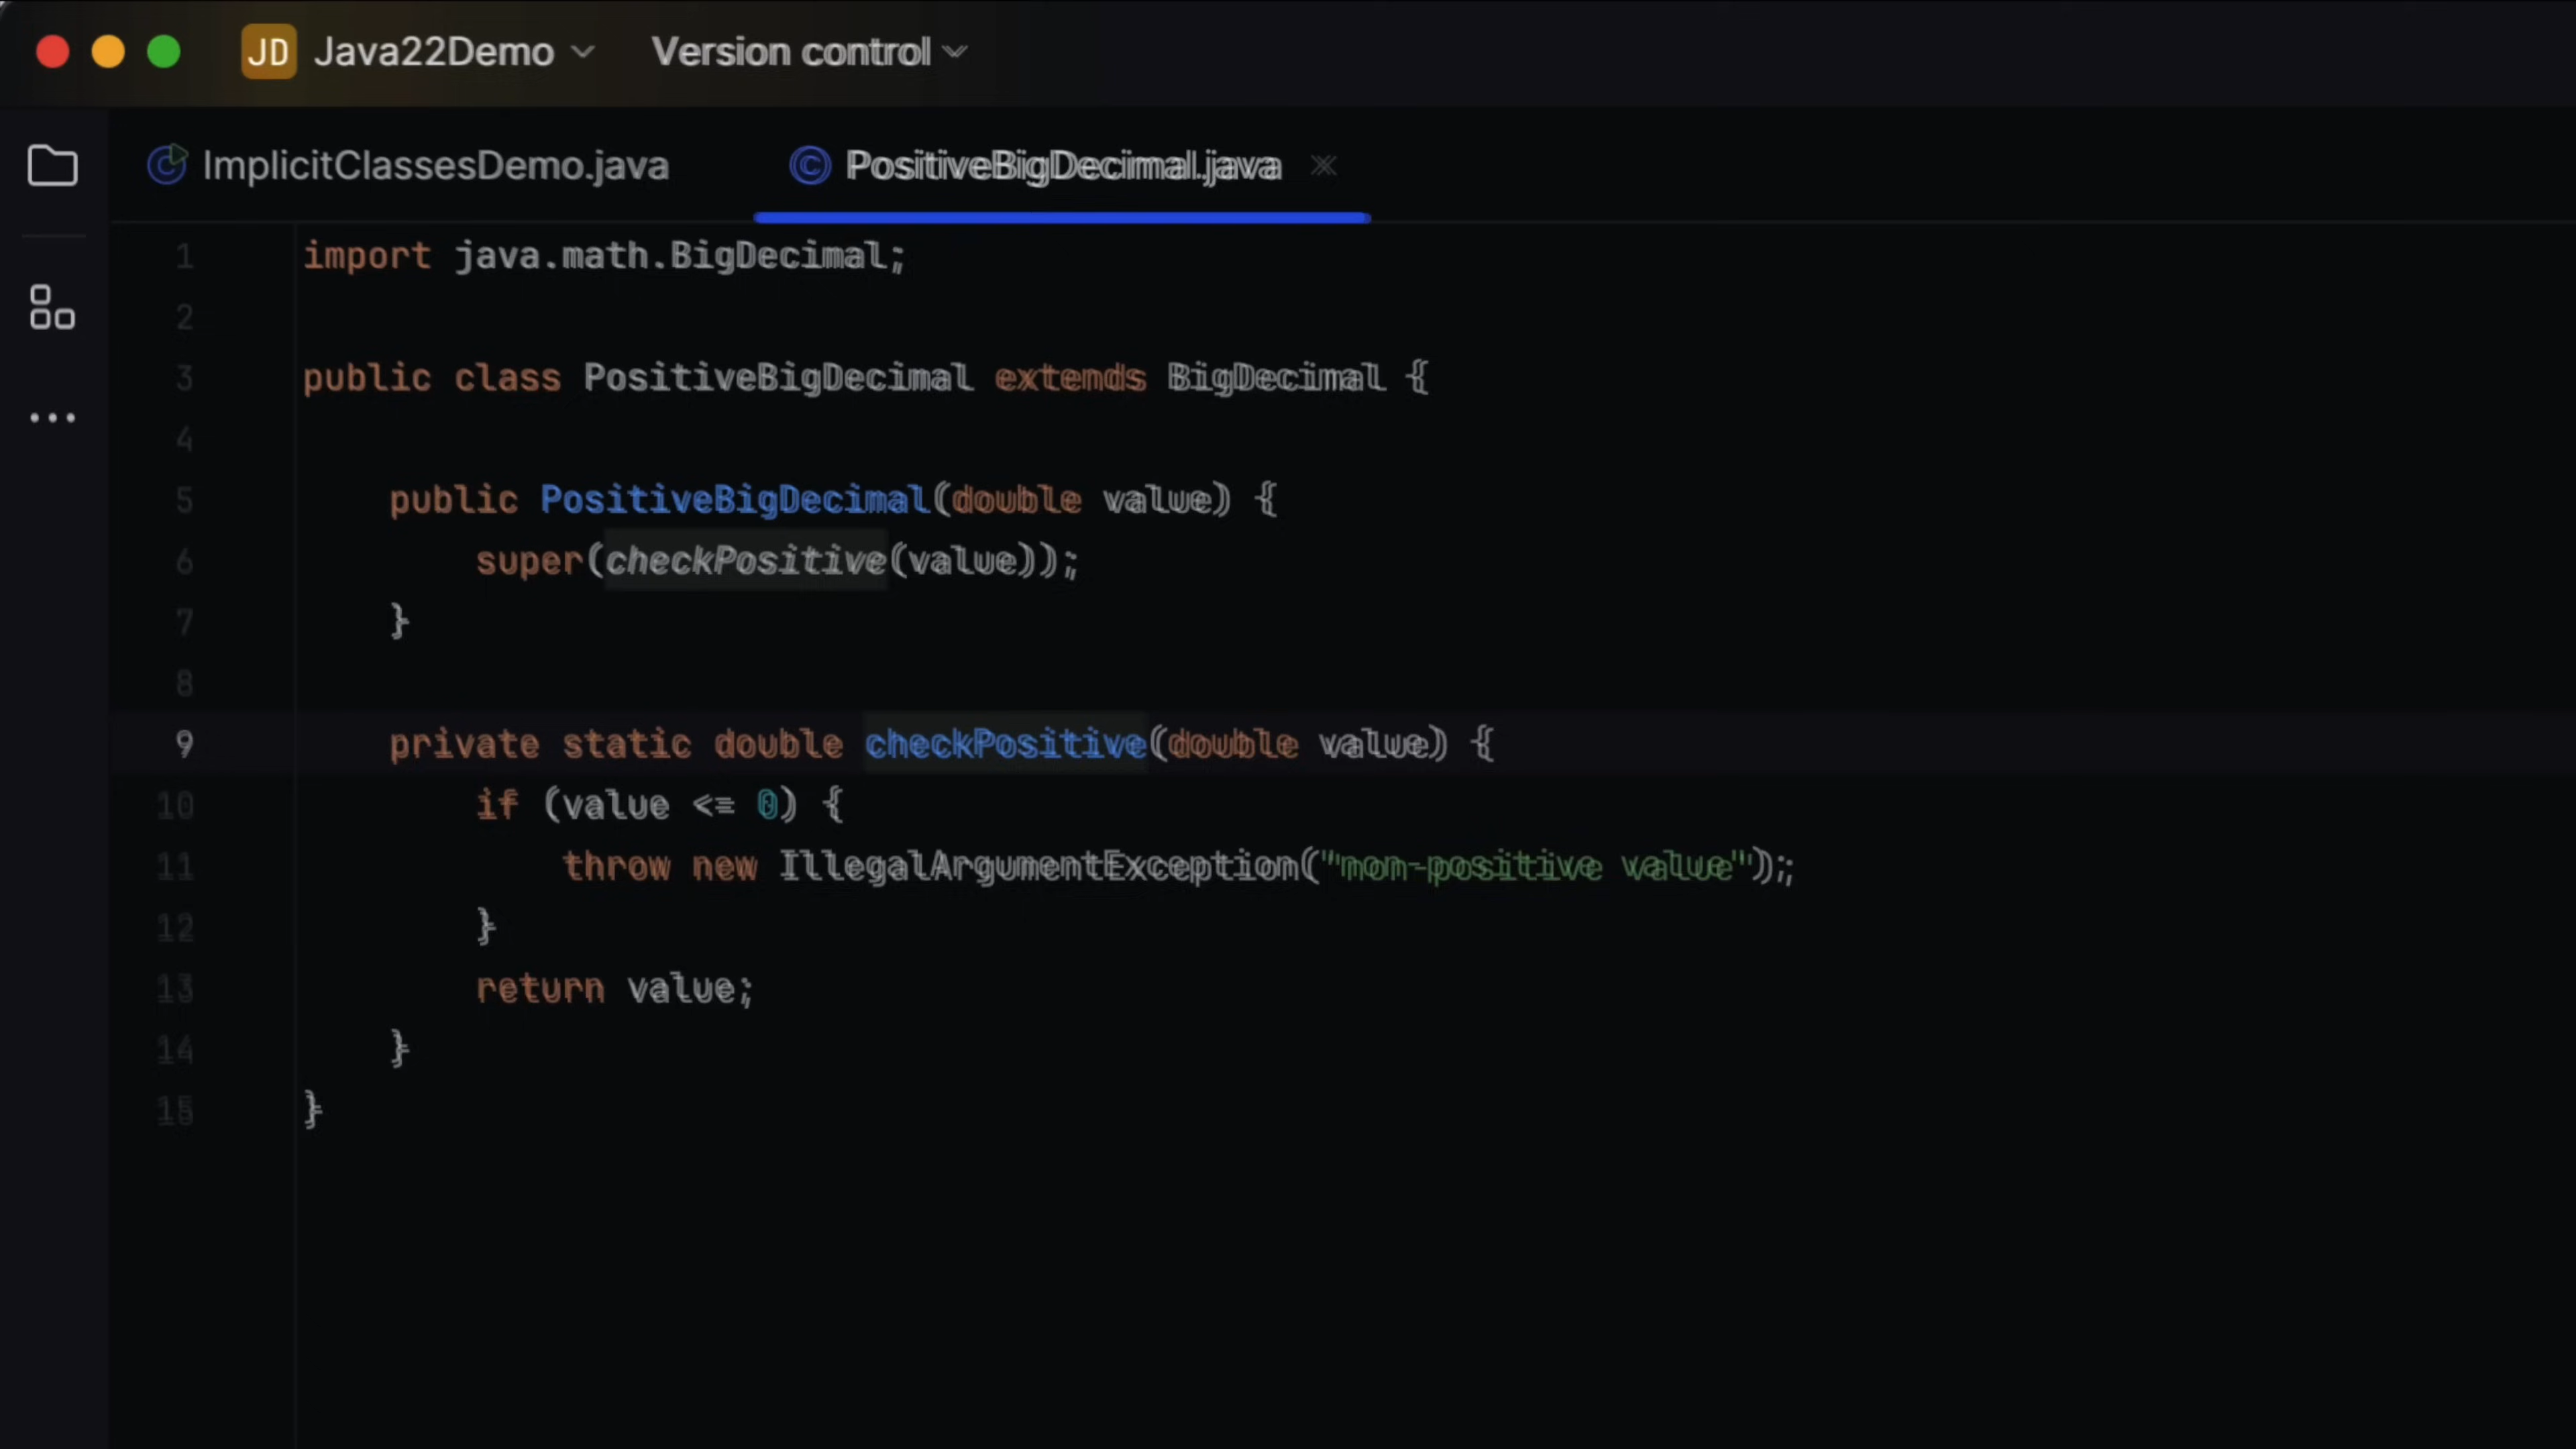 JD Java22Demo Version control
ImplicitClassesDemo.java PositiveBigDecimal.java
1 import java.math.BigDecimal;
2
3 public class PositiveBigDecimal extends BigDecimal {
4
5 public PositiveBigDecimal(double value) {
6 super(checkPositive(value));
7 }
8
9 private static double checkPositive(double value) {
10 if (value <= 0) {
11 throw new IllegalArgumentException("non-positive value");
12 }
13 return value;
14 }
15 }